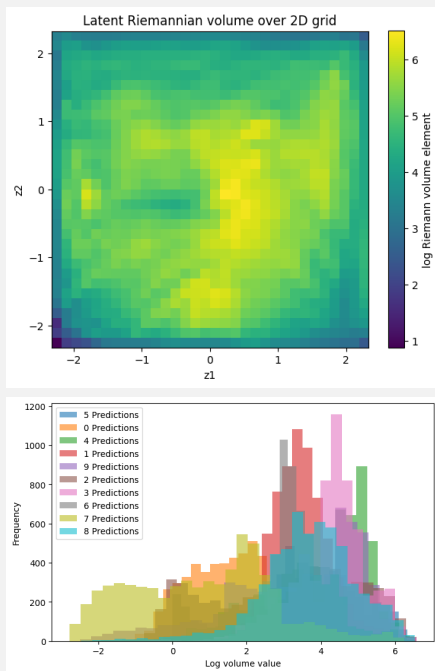 Latent Riemannian volume over 2D grid
2
1
0
−1
−2
z2
−2
−1
0
1
2
z1
6
5
4
3
2
1
log Riemann volume element
1200
1000
800
600
400
200
0
Frequency
5 Predictions
0 Predictions
4 Predictions
1 Predictions
9 Predictions
2 Predictions
3 Predictions
6 Predictions
7 Predictions
8 Predictions
−2
0
2
4
6
Log volume value